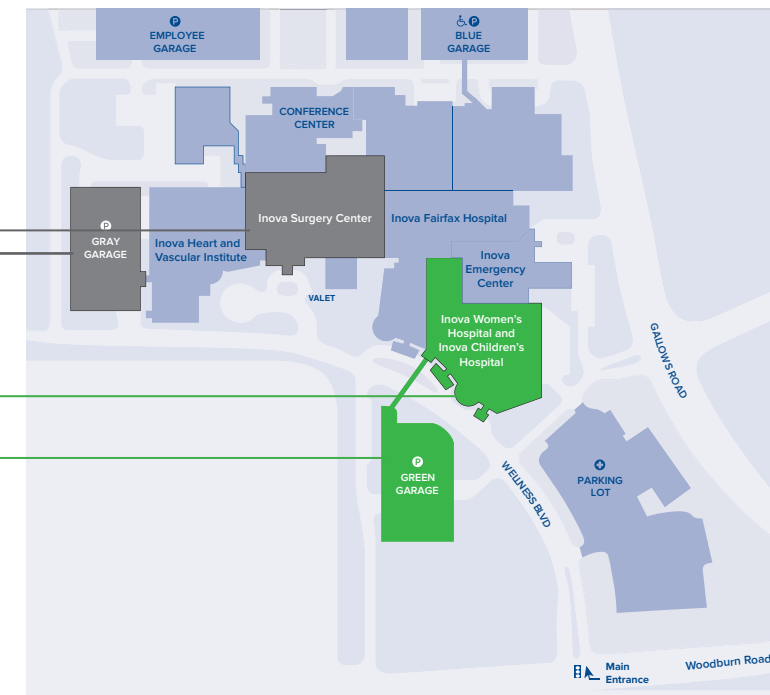 P
EMPLOYEE
GARAGE
P
BLUE
GARAGE
CONFERENCE
CENTER
Inova Surgery Center
Inova Fairfax Hospital
P
GRAY
GARAGE
Inova Heart and
Vascular Institute
Inova
Emergency
Center
VALET
Inova Women's
Hospital and
Inova Children's
Hospital
GALLOWS ROAD
P
GREEN
GARAGE
WELLNESS BLVD
PARKING
LOT
Main
Entrance
Woodburn Road